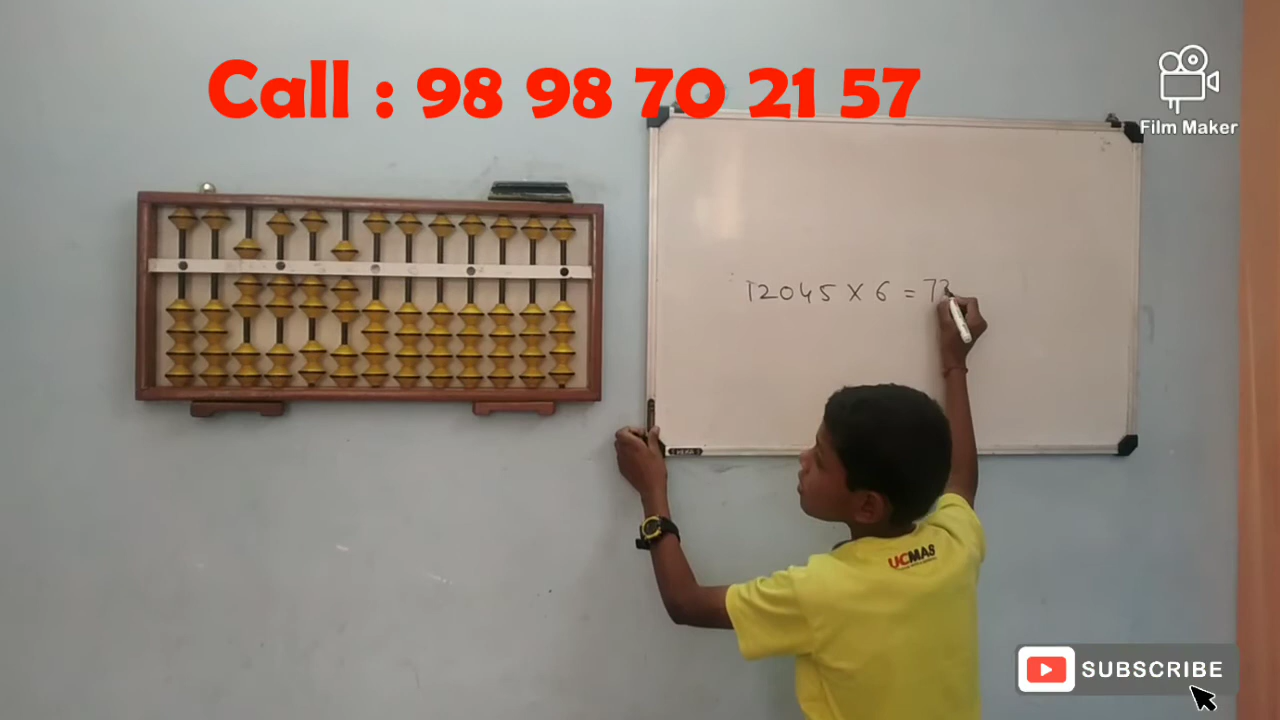 Call : 98 98 70 21 57
Film Maker
12045 X 6 = 72
UCMAS
SUBSCRIBE